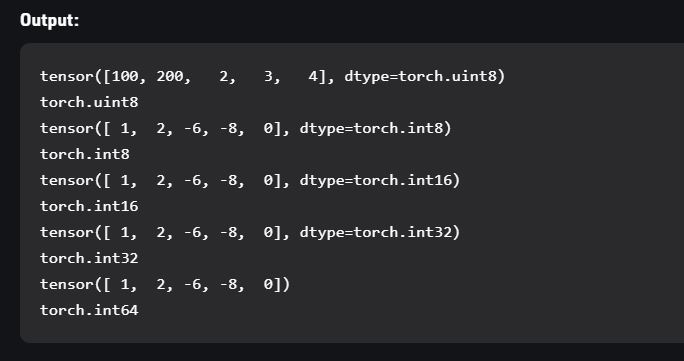 Output:
tensor([100, 200,   2,   3,   4], dtype=torch.uint8)
torch.uint8
tensor([ 1,  2, -6, -8,  0], dtype=torch.int8)
torch.int8
tensor([ 1,  2, -6, -8,  0], dtype=torch.int16)
torch.int16
tensor([ 1,  2, -6, -8,  0], dtype=torch.int32)
torch.int32
tensor([ 1,  2, -6, -8,  0])
torch.int64